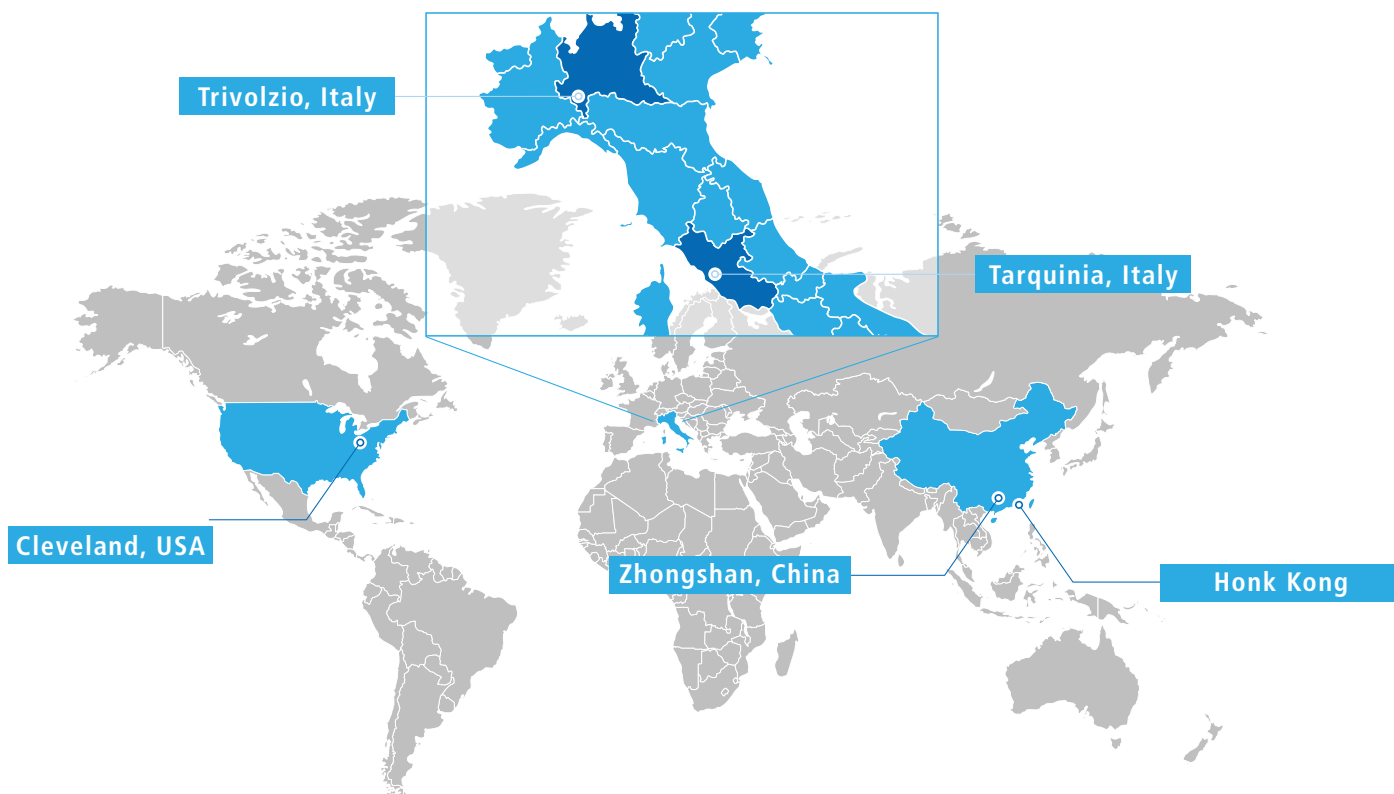 Trivolzio, Italy
Tarquinia, Italy
Cleveland, USA
Zhongshan, China
Honk Kong